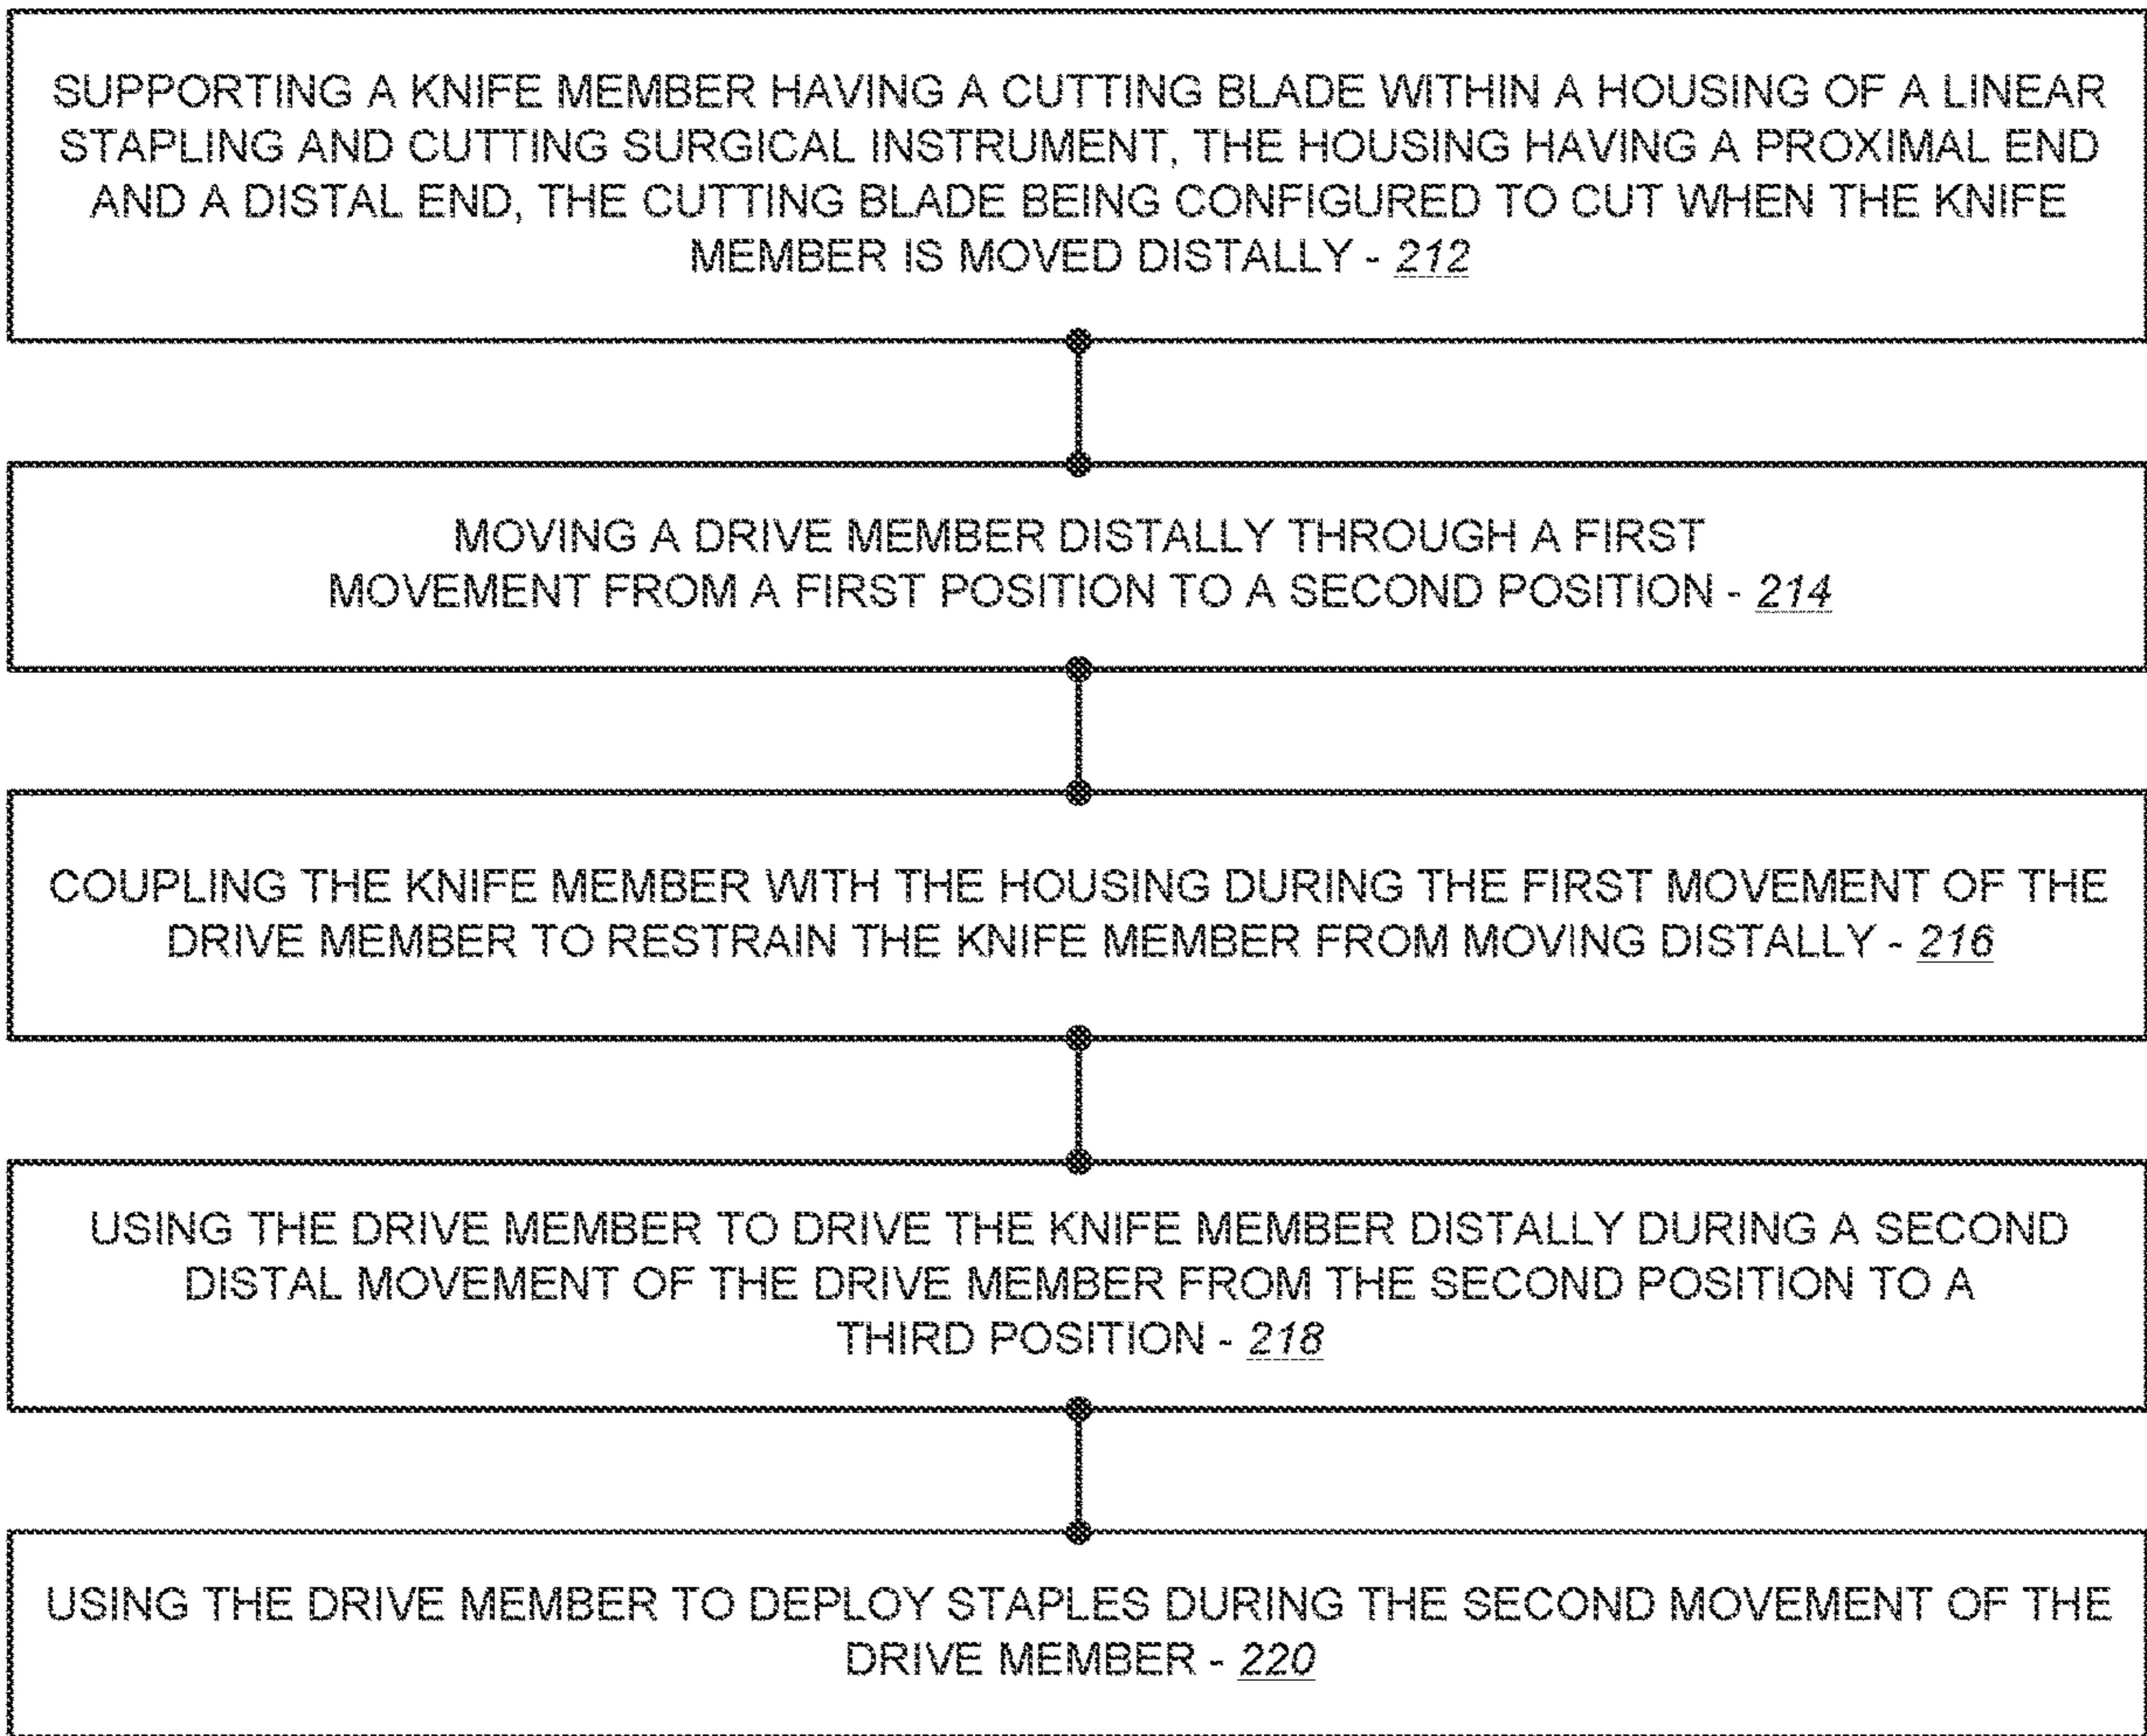 SUPPORTING A KNIFE MEMBER HAVING A CUTTING BLADE WITHIN A HOUSING OF A LINEAR
STAPLING AND CUTTING SURGICAL INSTRUMENT, THE HOUSING HAVING A PROXIMAL END
AND A DISTAL END, THE CUTTING BLADE BEING CONFIGURED TO CUT WHEN THE KNIFE
MEMBER IS MOVED DISTALLY - 212
MOVING A DRIVE MEMBER DISTALLY THROUGH A FIRST
MOVEMENT FROM A FIRST POSITION TO A SECOND POSITION - 214
COUPLING THE KNIFE MEMBER WITH THE HOUSING DURING THE FIRST MOVEMENT OF THE
DRIVE MEMBER TO RESTRAIN THE KNIFE MEMBER FROM MOVING DISTALLY - 216
USING THE DRIVE MEMBER TO DRIVE THE KNIFE MEMBER DISTALLY DURING A SECOND
DISTAL MOVEMENT OF THE DRIVE MEMBER FROM THE SECOND POSITION TO A
THIRD POSITION - 218
USING THE DRIVE MEMBER TO DEPLOY STAPLES DURING THE SECOND MOVEMENT OF THE
DRIVE MEMBER - 220